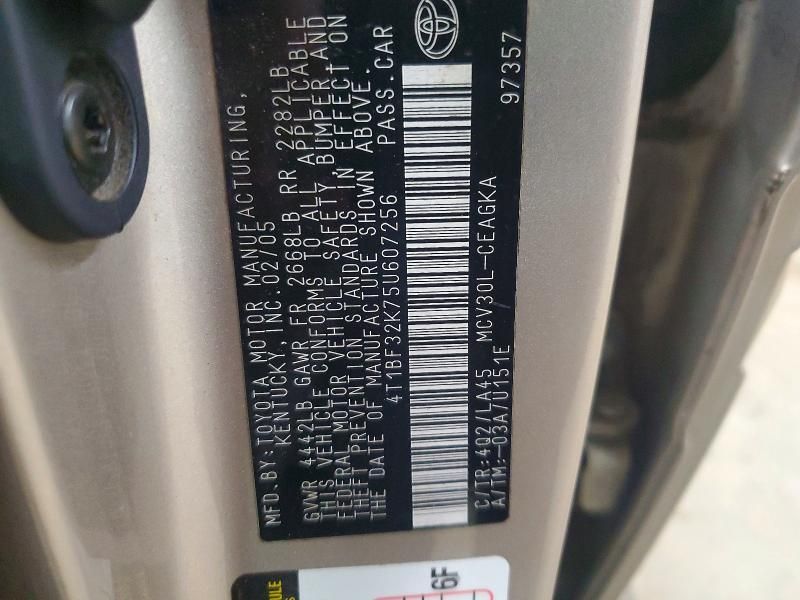 MFD.BY:TOYOTA MOTOR MANUFACTURING,
KENTUCKY,INC.02/05
GVWR 4442LB GAWR FR 2668LB RR 2282LB
THIS VEHICLE CONFORMS TO ALL APPLICABLE
FEDERAL MOTOR VEHICLE SAFETY, BUMPER,AND
THEFT PREVENTION STANDARDS IN EFFECT ON
THE DATE OF MANUFACTURE SHOWN ABOVE.
4T1BF32K75U607256 PASS.CAR
C/TR:4Q2/LA45 MCV30L-CEAGKA
A/TM:-03A/U151E
97357
6F